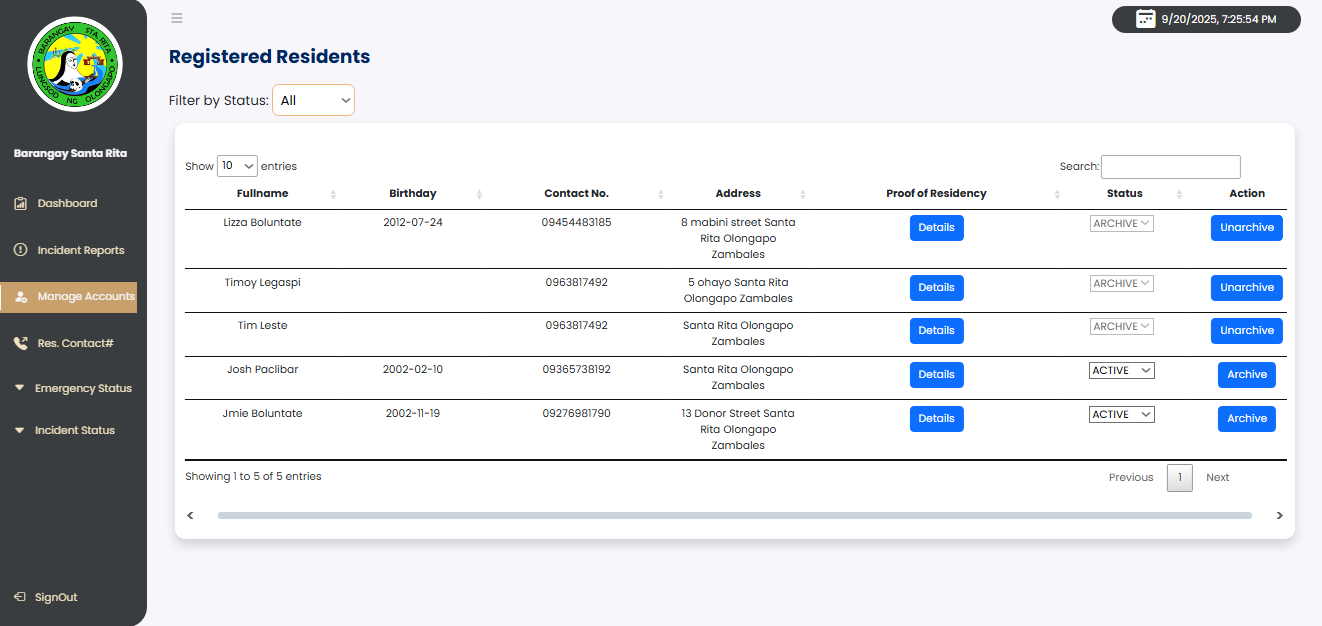 BARANGAY STA RITA
LUNGSOD NG OLONGAPO
Barangay Santa Rita
Dashboard
Incident Reports
Manage Accounts
Res. Contact#
Emergency Status
Incident Status
SignOut
9/20/2025, 7:25:54 PM
Registered Residents
Filter by Status: All
Show 10 entries
Search:
Fullname Birthday Contact No. Address Proof of Residency Status Action
Lizza Boluntate 2012-07-24 09454483185 8 mabini street Santa Details ARCHIVE Unarchive
Rita Olongapo
Zambales
Timoy Legaspi 0963817492 5 ohayo Santa Rita Details ARCHIVE Unarchive
Olongapo Zambales
Tim Leste 0963817492 Santa Rita Olongapo Details ARCHIVE Unarchive
Zambales
Josh Paclibar 2002-02-10 09365738192 Santa Rita Olongapo Details ACTIVE Archive
Zambales
Jmie Boluntate 2002-11-19 09276981790 13 Donor Street Santa Details ACTIVE Archive
Rita Olongapo
Zambales
Showing 1 to 5 of 5 entries
Previous 1 Next